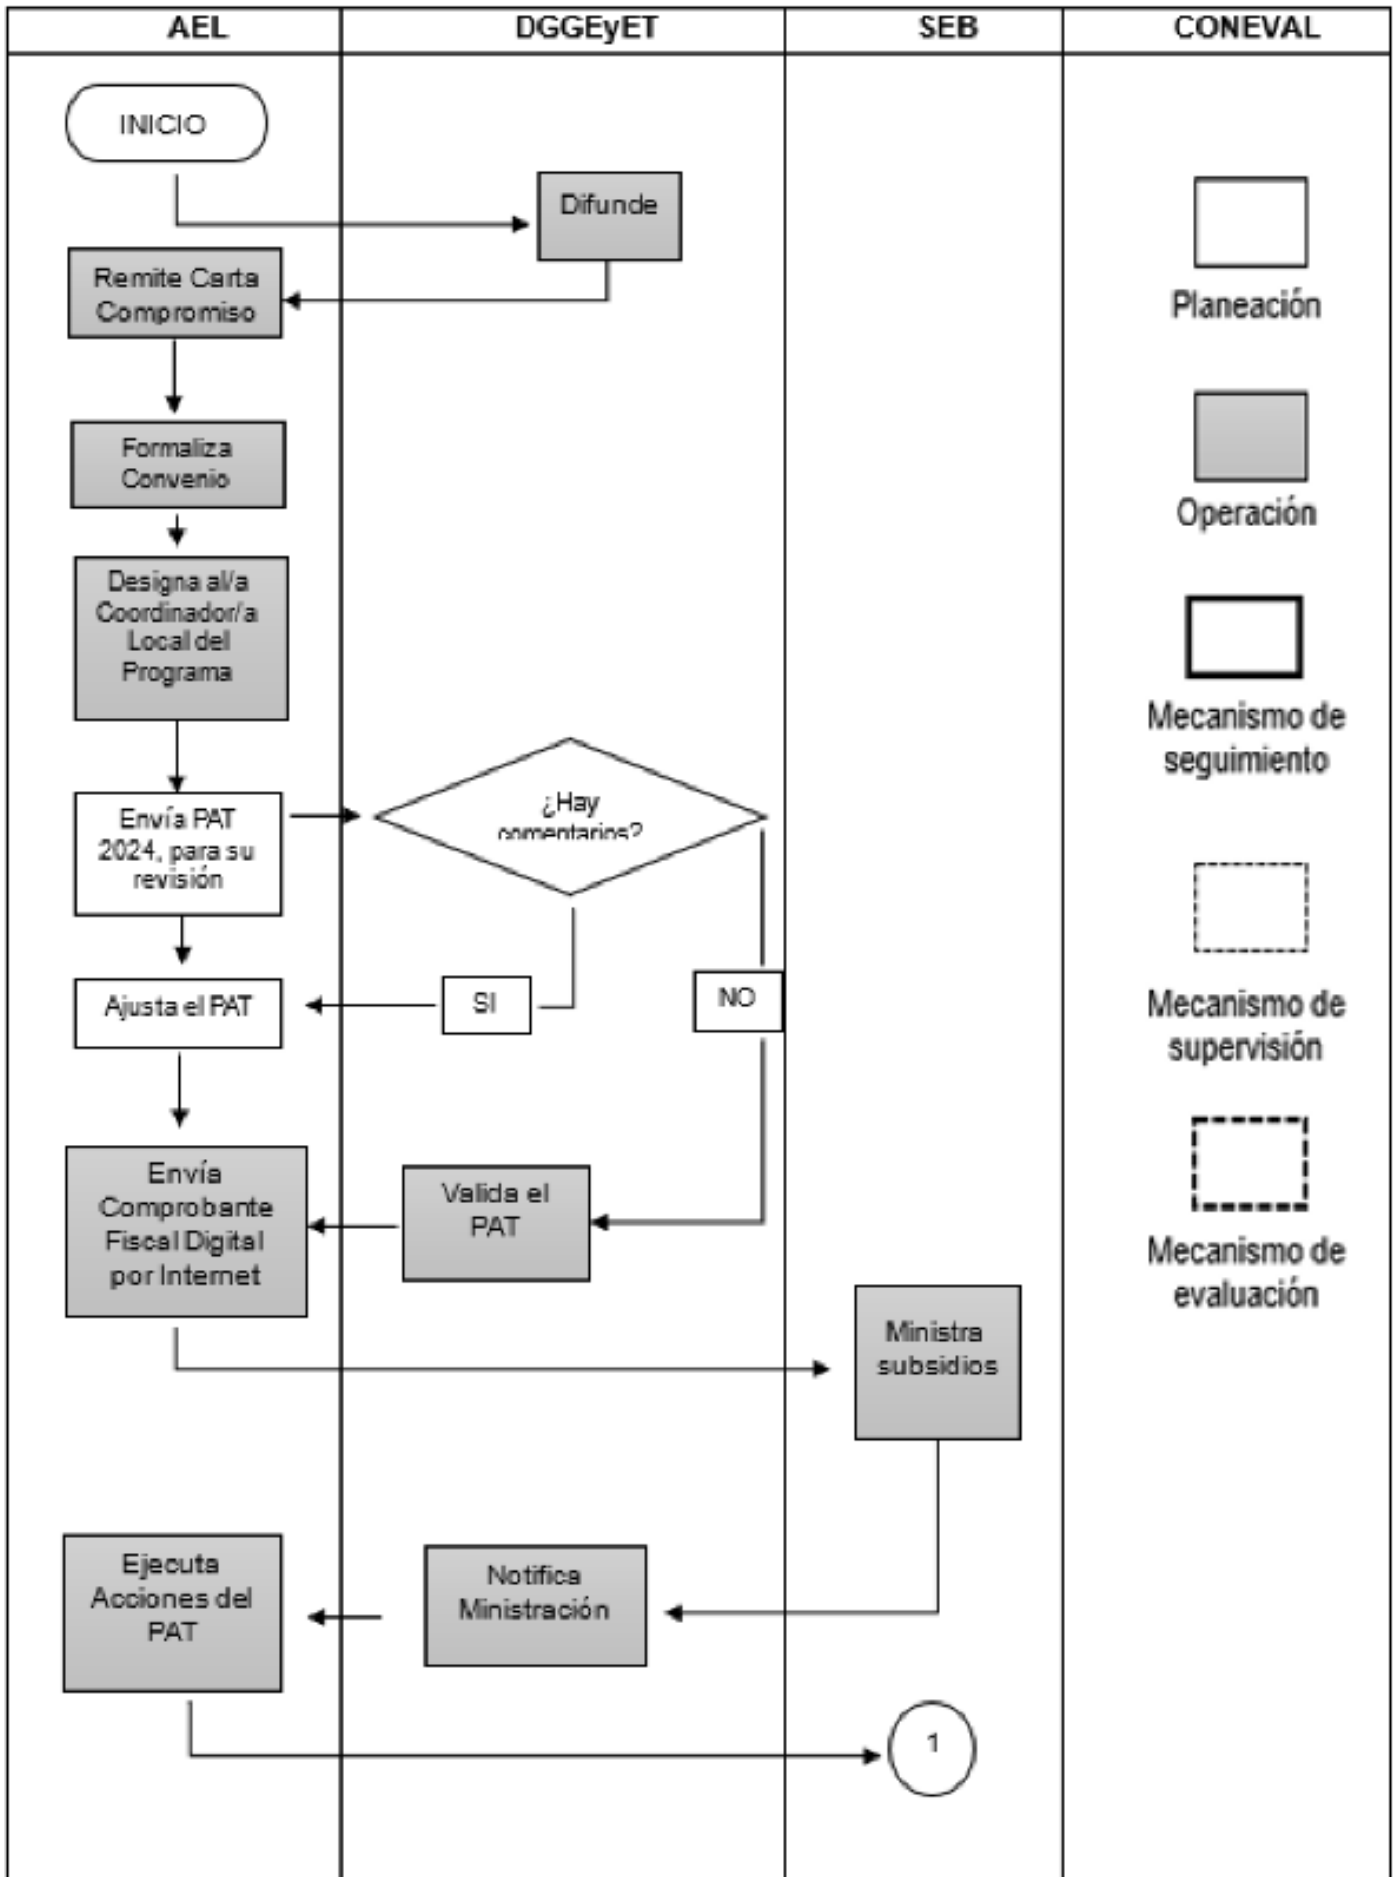 AEL
DGGEyET
SEB
CONEVAL
INICIO
Difunde
Remite Carta
Compromiso
Formaliza
Convenio
Designa al/a
Coordinador/a
Local del
Programa
Envía PAT
2024, para su
revisión
¿Hay
comentarios?
Ajusta el PAT
SI
NO
Envía
Comprobante
Fiscal Digital
por Internet
Valida el
PAT
Ministra
subsidios
Ejecuta
Acciones del
PAT
Notifica
Ministración
1
Planeación
Operación
Mecanismo de
seguimiento
Mecanismo de
supervisión
Mecanismo de
evaluación